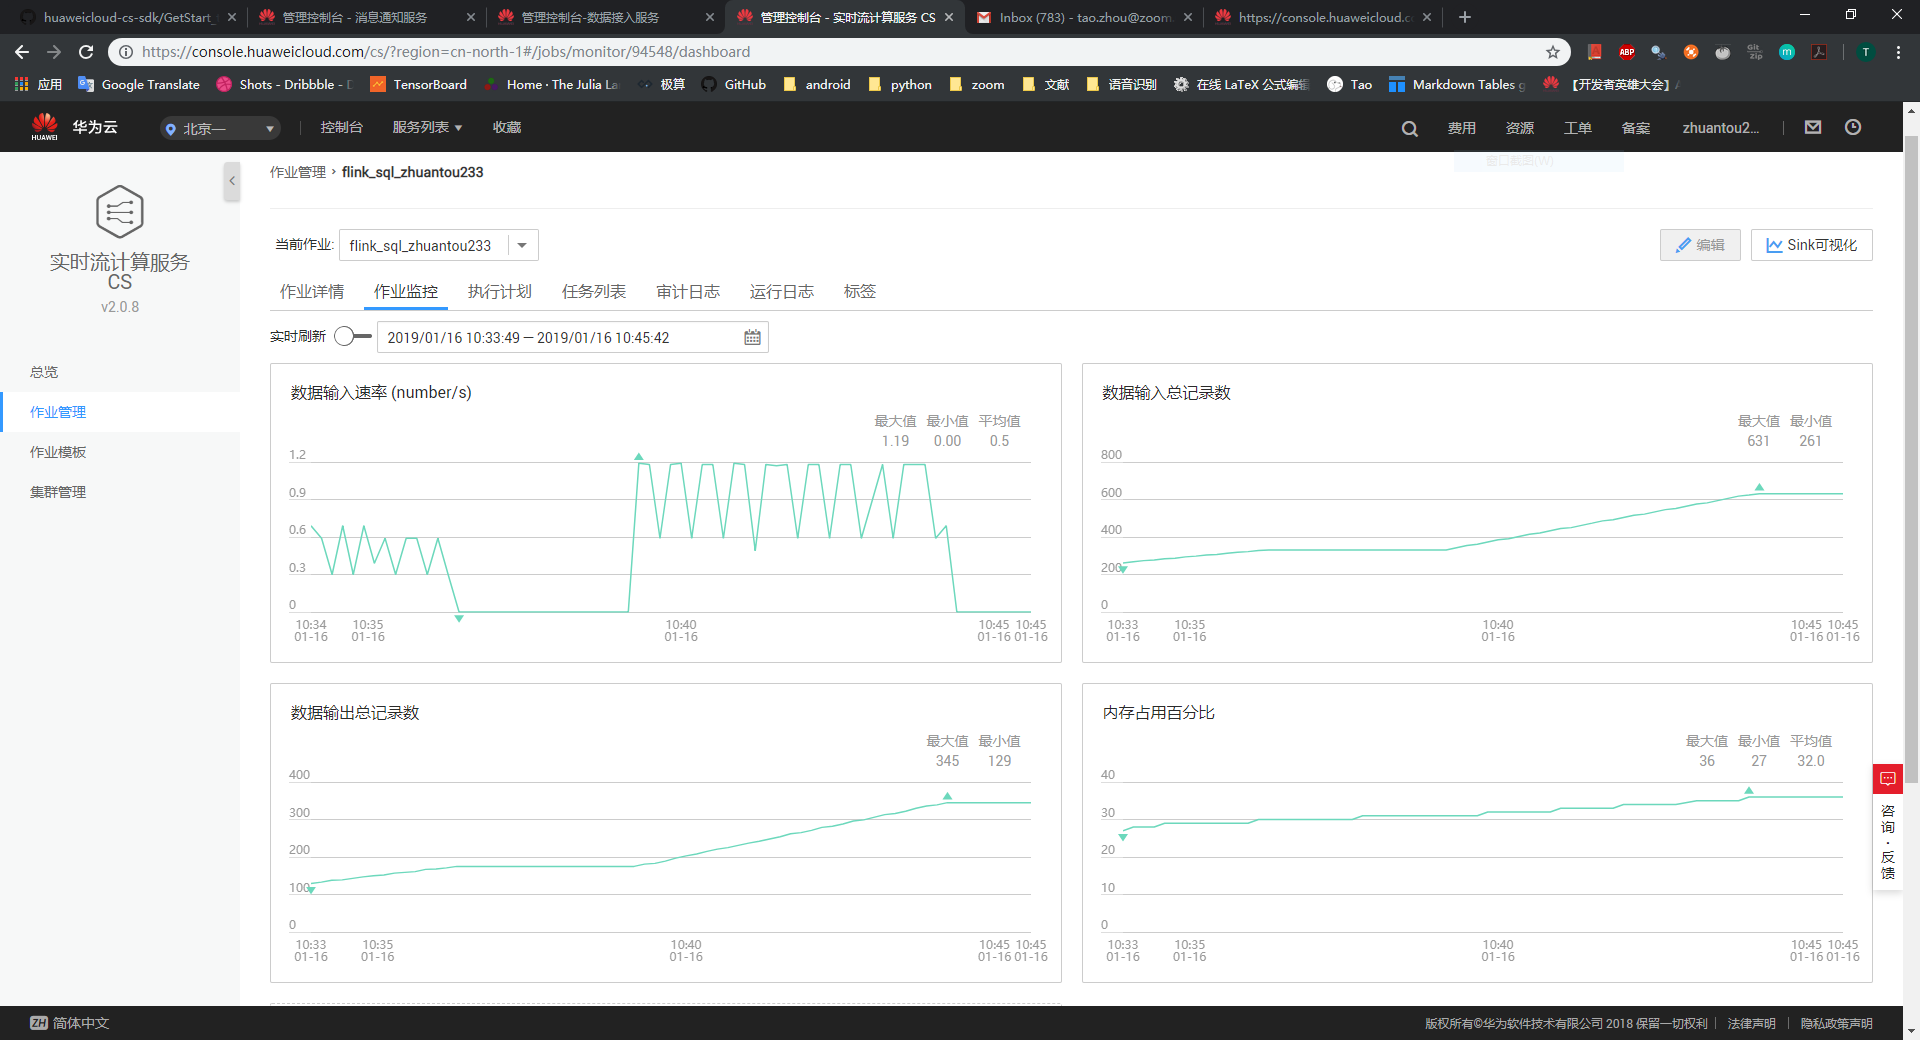 huaweicloud-cs-sdk/GetStart_
管理控制台 - 消息通知服务
管理控制台-数据接入服务
管理控制台 - 实时流计算服务 CS
Inbox (783) - tao.zhou@zoom.
https://console.huaweicloud.c
https://console.huaweicloud.com/cs/?region=cn-north-1#/jobs/monitor/94548/dashboard
ABP
Git
Zip
m
T
应用
Google Translate
Shots - Dribbble - D
TensorBoard
Home · The Julia La
极算
GitHub
android
python
zoom
文献
语音识别
在线 LaTeX 公式编辑
Tao
Markdown Tables g
【开发者英雄大会】
HUAWEI
华为云
北京一
控制台
服务列表
收藏
费用
资源
工单
备案
zhuantou2...
窗口截图(W)
实时流计算服务
CS
v2.0.8
总览
作业管理
作业模板
集群管理
作业管理 › flink_sql_zhuantou233
当前作业: flink_sql_zhuantou233
编辑
Sink可视化
作业详情 作业监控 执行计划 任务列表 审计日志 运行日志 标签
实时刷新 2019/01/16 10:33:49 — 2019/01/16 10:45:42
数据输入速率 (number/s)
最大值 最小值 平均值
1.19 0.00 0.5
1.2
0.9
0.6
0.3
0
10:34 10:35 10:40 10:45 10:45
01-16 01-16 01-16 01-16 01-16
数据输入总记录数
最大值 最小值
631 261
800
600
400
200
0
10:33 10:35 10:40 10:45 10:45
01-16 01-16 01-16 01-16 01-16
数据输出总记录数
最大值 最小值
345 129
400
300
200
100
0
10:33 10:35 10:40 10:45 10:45
01-16 01-16 01-16 01-16 01-16
内存占用百分比
最大值 最小值 平均值
36 27 32.0
40
30
20
10
0
10:33 10:35 10:40 10:45 10:45
01-16 01-16 01-16 01-16 01-16
咨
询
·
反
馈
ZH 简体中文
版权所有©华为软件技术有限公司 2018 保留一切权利
法律声明
隐私政策声明